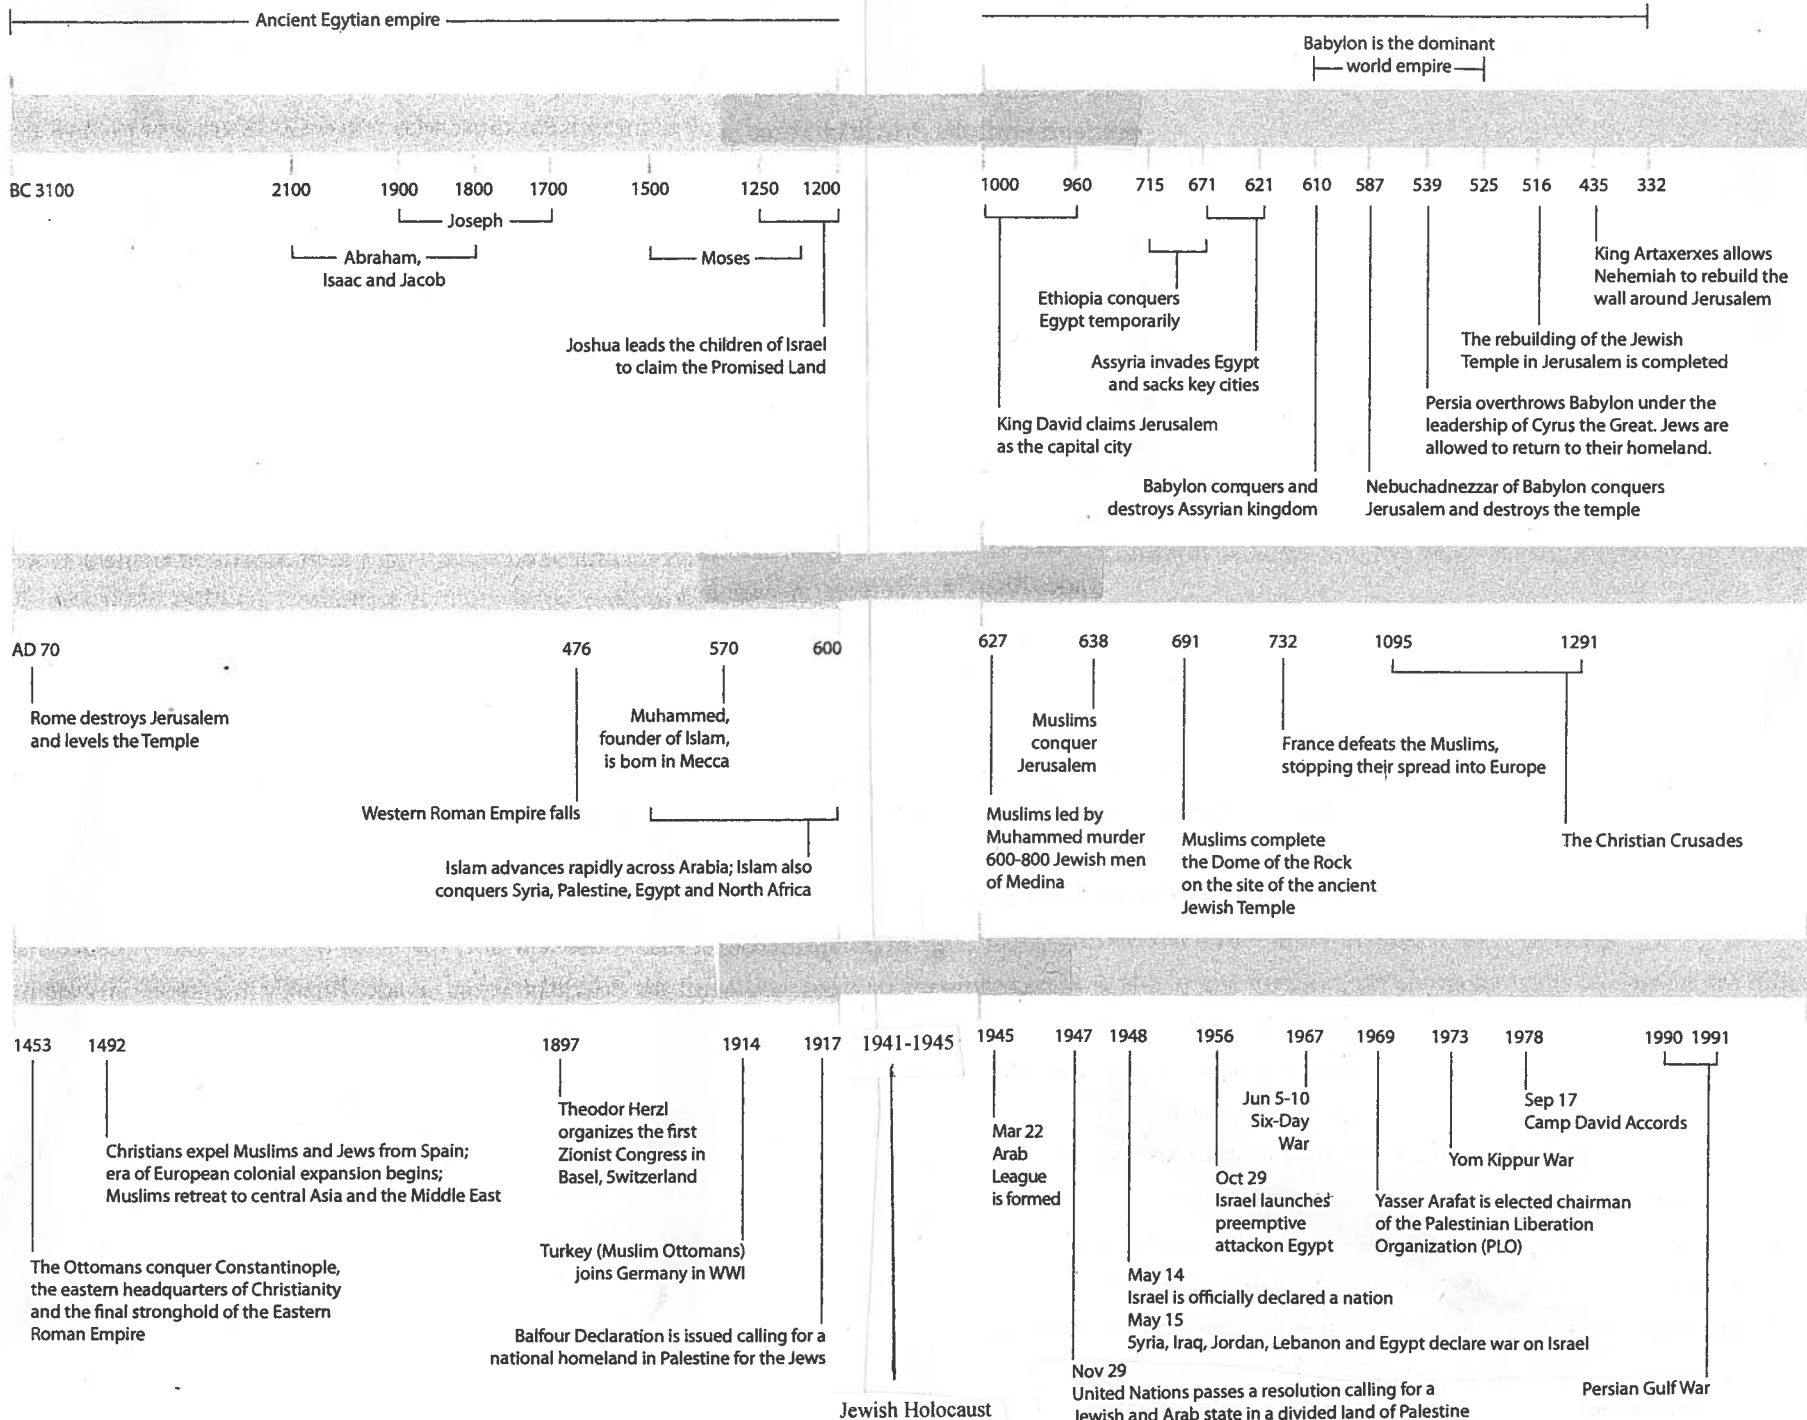 Ancient Egytian empire
Babylon is the dominant
world empire
BC 3100
2100
1900
1800
1700
1500
1250
1200
1000
960
715
671
621
610
587
539
525
516
435
332
Joseph
Abraham,
Isaac and Jacob
Moses
Joshua leads the children of Israel
to claim the Promised Land
King David claims Jerusalem
as the capital city
Ethiopia conquers
Egypt temporarily
Assyria invades Egypt
and sacks key cities
Babylon conquers and
destroys Assyrian kingdom
Nebuchadnezzar of Babylon conquers
Jerusalem and destroys the temple
Persia overthrows Babylon under the
leadership of Cyrus the Great. Jews are
allowed to return to their homeland.
The rebuilding of the Jewish
Temple in Jerusalem is completed
King Artaxerxes allows
Nehemiah to rebuild the
wall around Jerusalem
AD 70
476
570
600
627
638
691
732
1095
1291
Rome destroys Jerusalem
and levels the Temple
Western Roman Empire falls
Muhammed,
founder of Islam,
is born in Mecca
Islam advances rapidly across Arabia; Islam also
conquers Syria, Palestine, Egypt and North Africa
Muslims led by
Muhammed murder
600-800 Jewish men
of Medina
Muslims
conquer
Jerusalem
Muslims complete
the Dome of the Rock
on the site of the ancient
Jewish Temple
France defeats the Muslims,
stopping their spread into Europe
The Christian Crusades
1453
1492
1897
1914
1917
1941-1945
1945
1947
1948
1956
1967
1969
1973
1978
1990
1991
The Ottomans conquer Constantinople,
the eastern headquarters of Christianity
and the final stronghold of the Eastern
Roman Empire
Christians expel Muslims and Jews from Spain;
era of European colonial expansion begins;
Muslims retreat to central Asia and the Middle East
Theodor Herzl
organizes the first
Zionist Congress in
Basel, Switzerland
Turkey (Muslim Ottomans)
joins Germany in WWI
Balfour Declaration is issued calling for a
national homeland in Palestine for the Jews
Jewish Holocaust
Mar 22
Arab
League
is formed
Nov 29
United Nations passes a resolution calling for a
Jewish and Arab state in a divided land of Palestine
May 14
Israel is officially declared a nation
May 15
Syria, Iraq, Jordan, Lebanon and Egypt declare war on Israel
Oct 29
Israel launches
preemptive
attackon Egypt
Jun 5-10
Six-Day
War
Yasser Arafat is elected chairman
of the Palestinian Liberation
Organization (PLO)
Yom Kippur War
Sep 17
Camp David Accords
Persian Gulf War